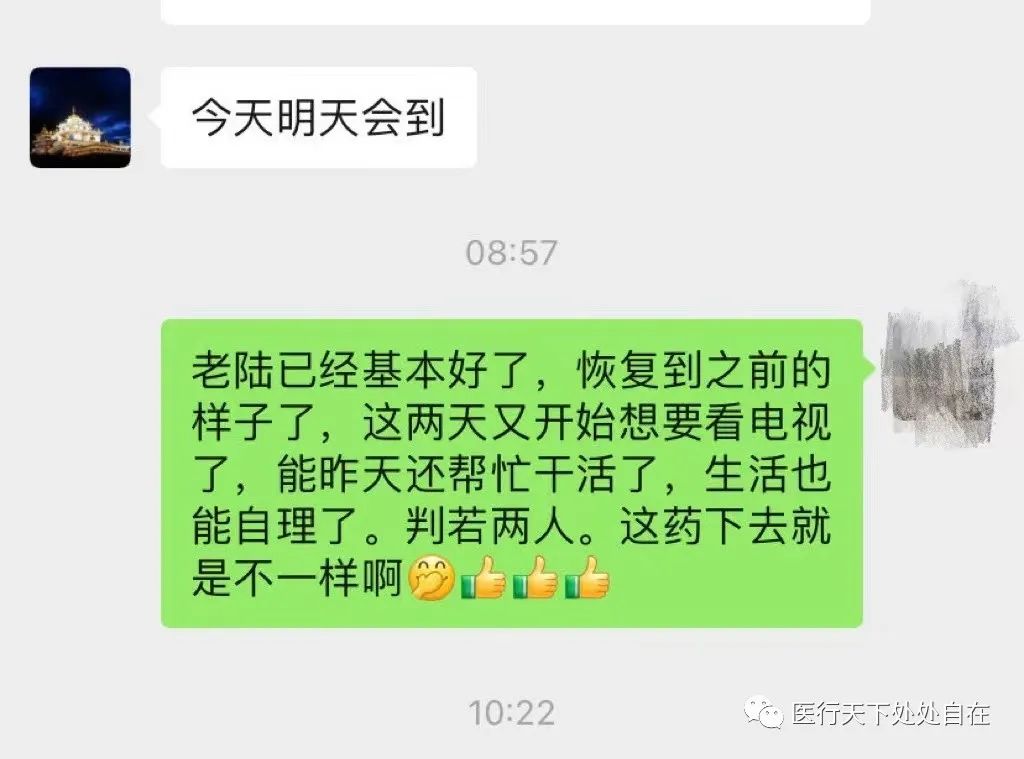 今天明天会到
08:57
老陆已经基本好了，恢复到之前的
样子了，这两天又开始想要看电视
了，能昨天还帮忙干活了，生活也
能自理了。判若两人。这药下去就
是不一样啊🤭👍👍👍
10:22
医行天下处处自在